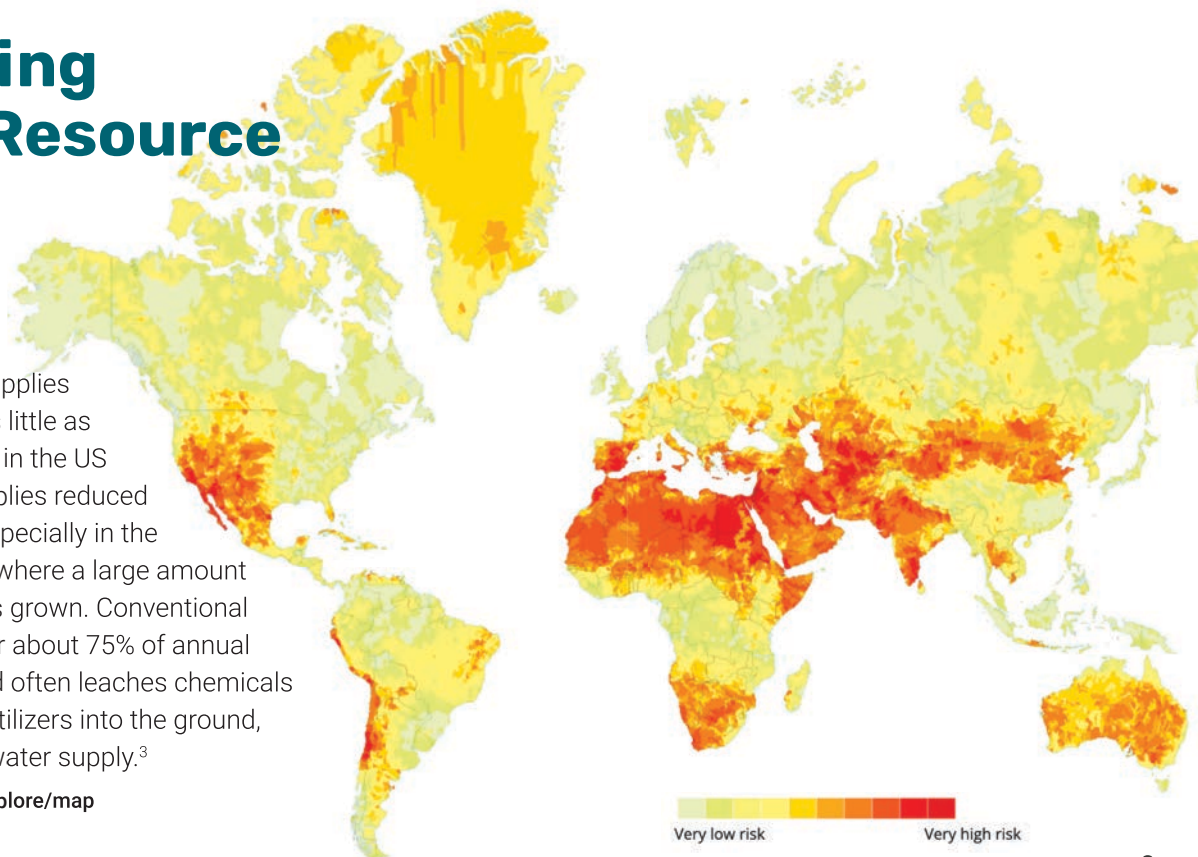 ing
Resource
pplies
little as
in the US
plies reduced
pecially in the
where a large amount
s grown. Conventional
r about 75% of annual
d often leaches chemicals
tilizers into the ground,
vater supply.³
plore/map
Very low risk
Very high risk